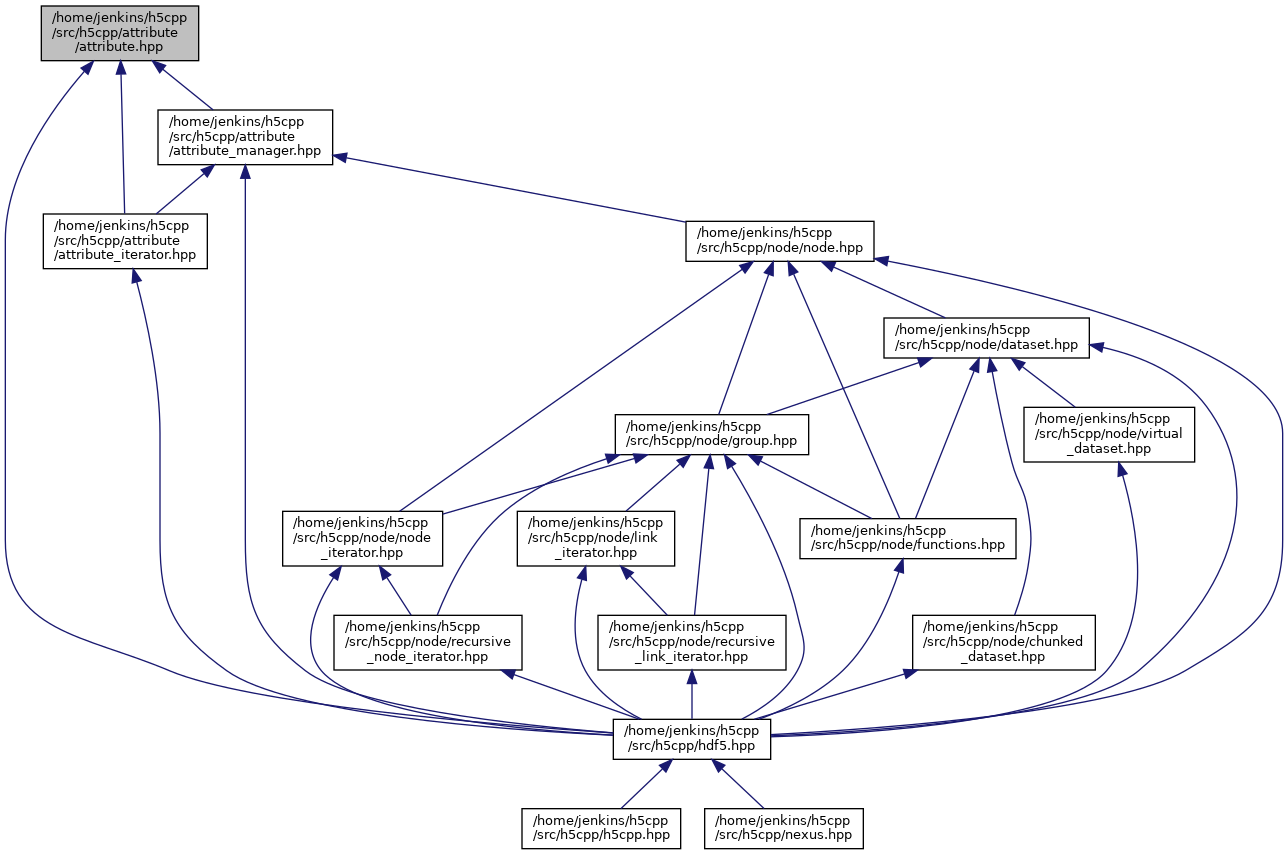 /home/jenkins/h5cpp
/src/h5cpp/attribute
/attribute.hpp
/home/jenkins/h5cpp
/src/h5cpp/attribute
/attribute_manager.hpp
/home/jenkins/h5cpp
/src/h5cpp/attribute
/attribute_iterator.hpp
/home/jenkins/h5cpp
/src/h5cpp/node/node.hpp
/home/jenkins/h5cpp
/src/h5cpp/node/dataset.hpp
/home/jenkins/h5cpp
/src/h5cpp/node/group.hpp
/home/jenkins/h5cpp
/src/h5cpp/node/virtual
_dataset.hpp
/home/jenkins/h5cpp
/src/h5cpp/node/node
_iterator.hpp
/home/jenkins/h5cpp
/src/h5cpp/node/link
_iterator.hpp
/home/jenkins/h5cpp
/src/h5cpp/node/functions.hpp
/home/jenkins/h5cpp
/src/h5cpp/node/recursive
_node_iterator.hpp
/home/jenkins/h5cpp
/src/h5cpp/node/recursive
_link_iterator.hpp
/home/jenkins/h5cpp
/src/h5cpp/node/chunked
_dataset.hpp
/home/jenkins/h5cpp
/src/h5cpp/hdf5.hpp
/home/jenkins/h5cpp
/src/h5cpp/h5cpp.hpp
/home/jenkins/h5cpp
/src/h5cpp/nexus.hpp